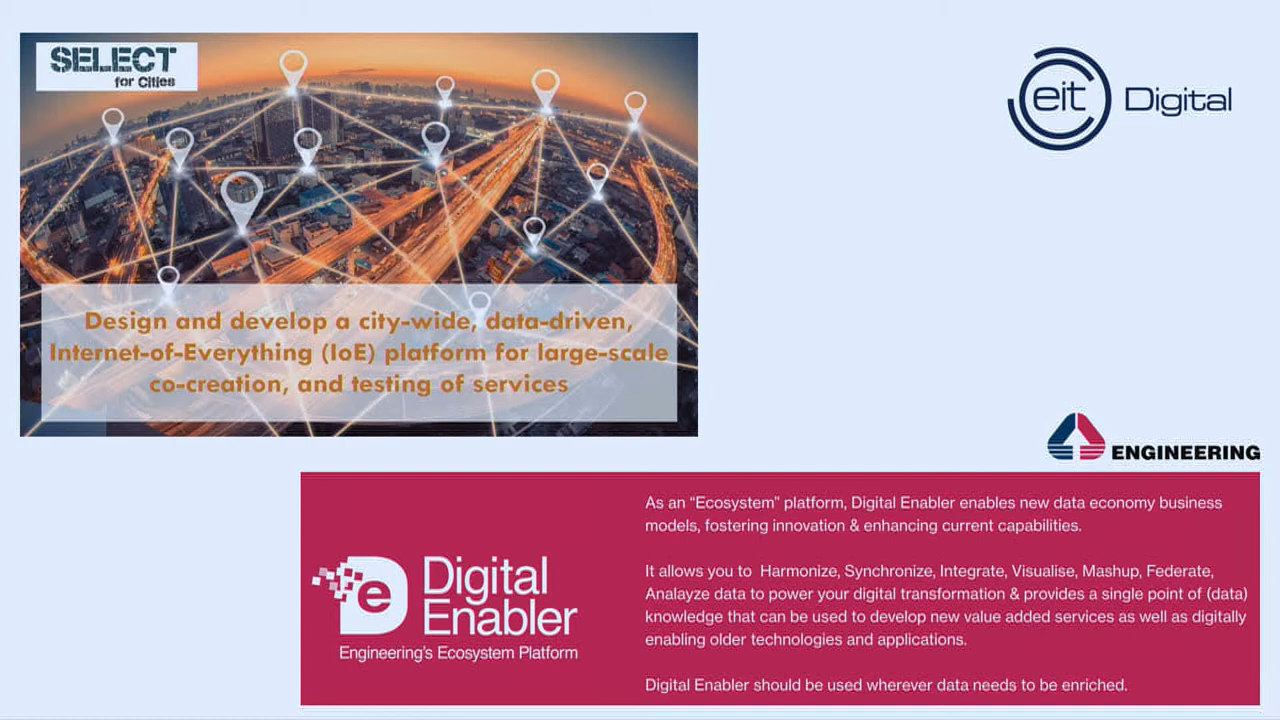 SELECT
for Cities
Design and develop a city-wide, data-driven,
Internet-of-Everything (IoE) platform for large-scale
co-creation, and testing of services
eit Digital
ENGINEERING
e Digital
Enabler
Engineering's Ecosystem Platform
As an “Ecosystem” platform, Digital Enabler enables new data economy business
models, fostering innovation & enhancing current capabilities.
It allows you to Harmonize, Synchronize, Integrate, Visualise, Mashup, Federate,
Analayze data to power your digital transformation & provides a single point of (data)
knowledge that can be used to develop new value added services as well as digitally
enabling older technologies and applications.
Digital Enabler should be used wherever data needs to be enriched.